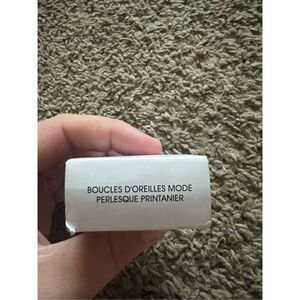 BOUCLES D'OREILLES MODE
PERLESQUE PRINTANIER